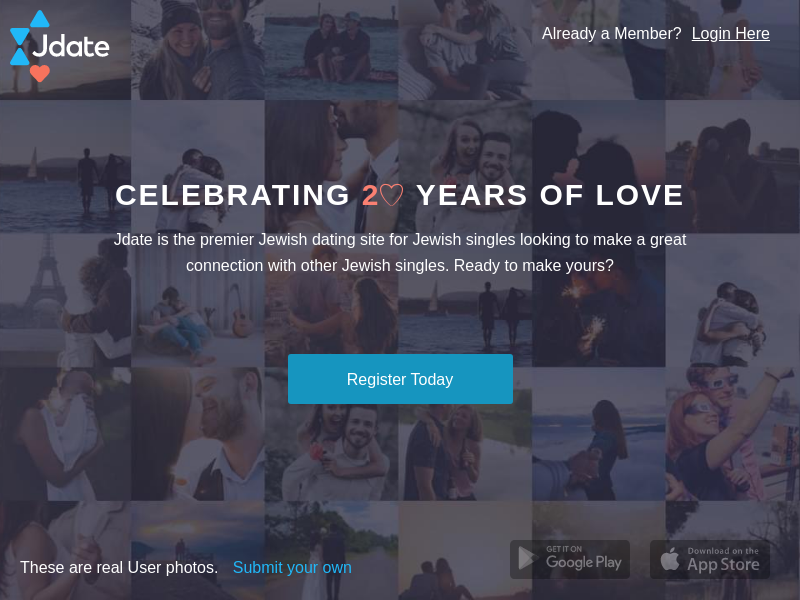 Jdate
Already a Member? Login Here
CELEBRATING 2♡ YEARS OF LOVE
Jdate is the premier Jewish dating site for Jewish singles looking to make a great
connection with other Jewish singles. Ready to make yours?
Register Today
These are real User photos. Submit your own
GET IT ON
Google Play
Download on the
App Store